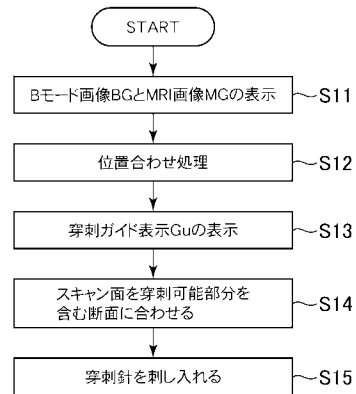 START
Bモード画像BGとMRI画像MGの表示
S11
位置合わせ処理
S12
穿刺ガイド表示Guの表示
S13
スキャン面を穿刺可能部分を
含む断面に合わせる
S14
穿刺針を刺し入れる
S15